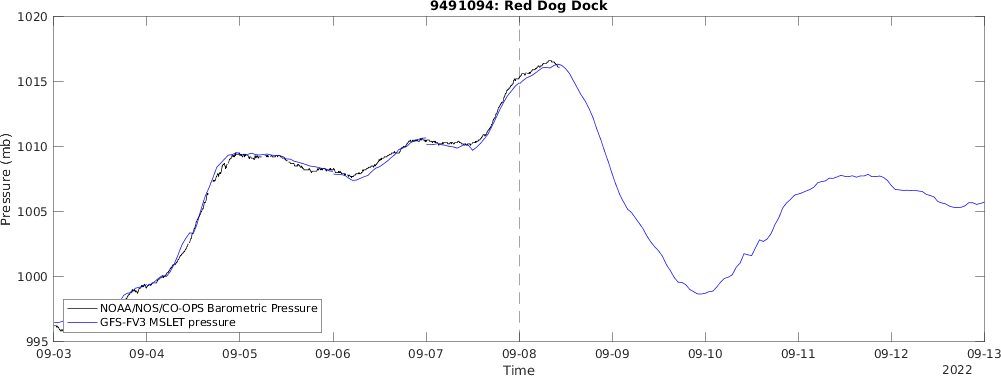 9491094: Red Dog Dock
1020
1015
1010
1005
1000
995
Pressure (mb)
NOAA/NOS/CO-OPS Barometric Pressure
GFS-FV3 MSLET pressure
09-03 09-04 09-05 09-06 09-07 09-08 09-09 09-10 09-11 09-12 09-13
Time
2022